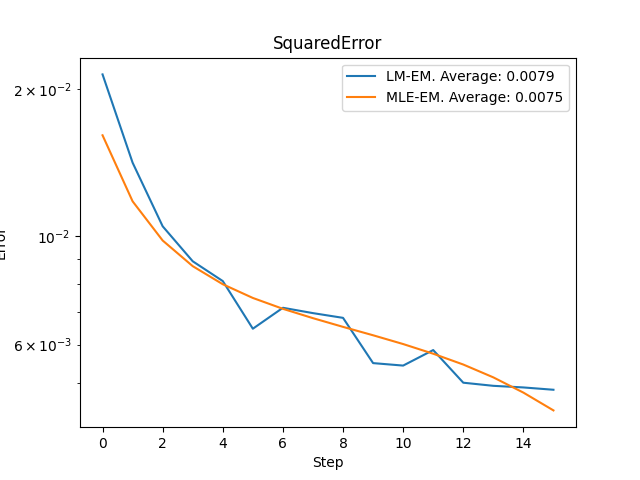 SquaredError
LM-EM. Average: 0.0079
MLE-EM. Average: 0.0075
2 × 10⁻²
10⁻²
6 × 10⁻³
Error
0 2 4 6 8 10 12 14
Step